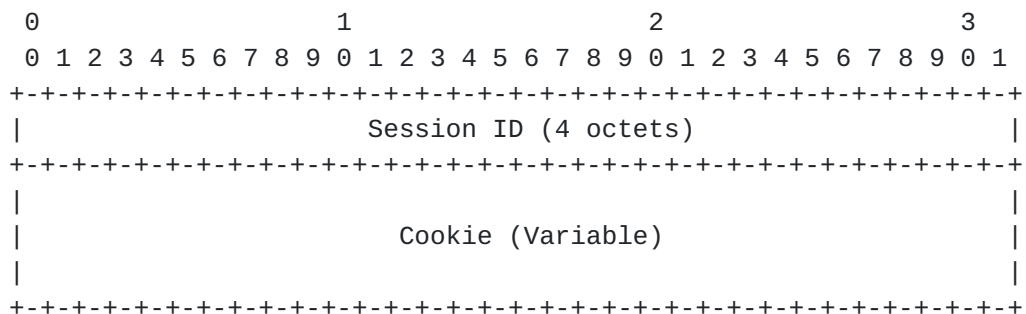 0                   1                   2                   3
0 1 2 3 4 5 6 7 8 9 0 1 2 3 4 5 6 7 8 9 0 1 2 3 4 5 6 7 8 9 0 1
+-+-+-+-+-+-+-+-+-+-+-+-+-+-+-+-+-+-+-+-+-+-+-+-+-+-+-+-+-+-+-+-+
|                      Session ID (4 octets)                    |
+-+-+-+-+-+-+-+-+-+-+-+-+-+-+-+-+-+-+-+-+-+-+-+-+-+-+-+-+-+-+-+-+
|                                                               |
|                        Cookie (Variable)                      |
|                                                               |
+-+-+-+-+-+-+-+-+-+-+-+-+-+-+-+-+-+-+-+-+-+-+-+-+-+-+-+-+-+-+-+-+